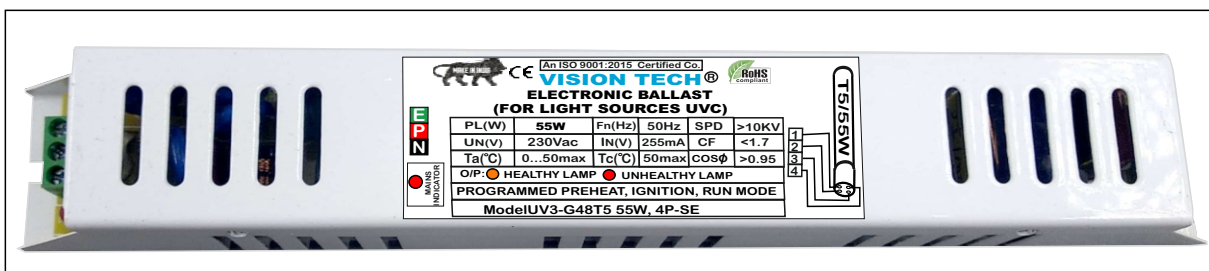 MAKE IN INDIA
CE An ISO 9001:2015 Certified Co.
VISION TECH®
RoHS
compliant
ELECTRONIC BALLAST
(FOR LIGHT SOURCES UVC)
E
P
N
PL(W) 55W Fn(Hz) 50Hz SPD >10KV
UN(V) 230Vac IN(V) 255mA CF <1.7
Ta(℃) 0...50max Tc(℃) 50max COSϕ >0.95
O/P: HEALTHY LAMP UNHEALTHY LAMP
PROGRAMMED PREHEAT, IGNITION, RUN MODE
ModelUV3-G48T5 55W, 4P-SE
MAINS
INDICATOR
1
2
3
4
T5/55W